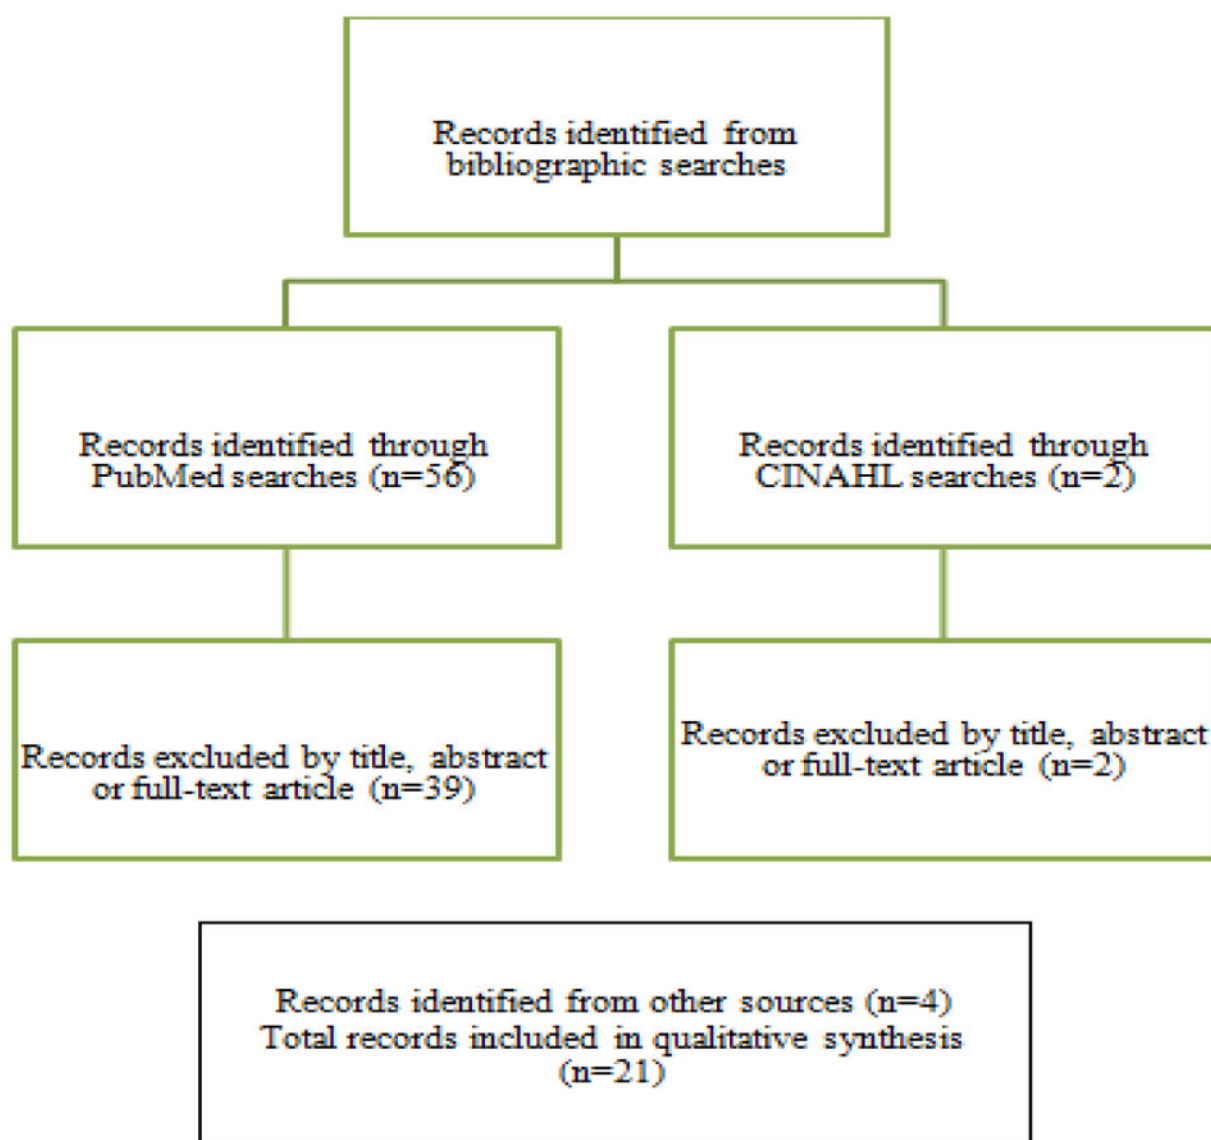 Records identified from
bibliographic searches
Records identified through
PubMed searches (n=56)
Records identified through
CINAHL searches (n=2)
Records excluded by title, abstract
or full-text article (n=39)
Records excluded by title, abstract
or full-text article (n=2)
Records identified from other sources (n=4)
Total records included in qualitative synthesis
(n=21)